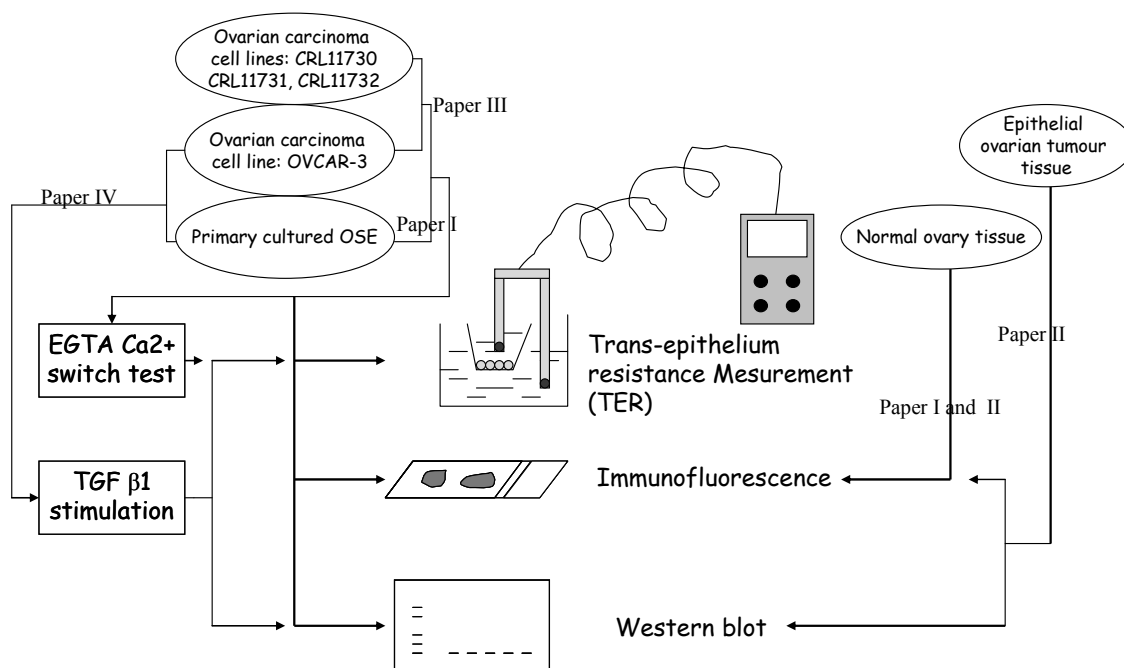 Ovarian carcinoma
cell lines: CRL11730
CRL11731, CRL11732
Paper III
Ovarian carcinoma
cell line: OVCAR-3
Epithelial
ovarian tumour
tissue
Paper IV
Paper I
Primary cultured OSE
Normal ovary tissue
EGTA Ca2+
switch test
Trans-epithelium
resistance Mesurement
(TER)
Paper II
Paper I and II
TGF β1
stimulation
Immunofluorescence
Western blot